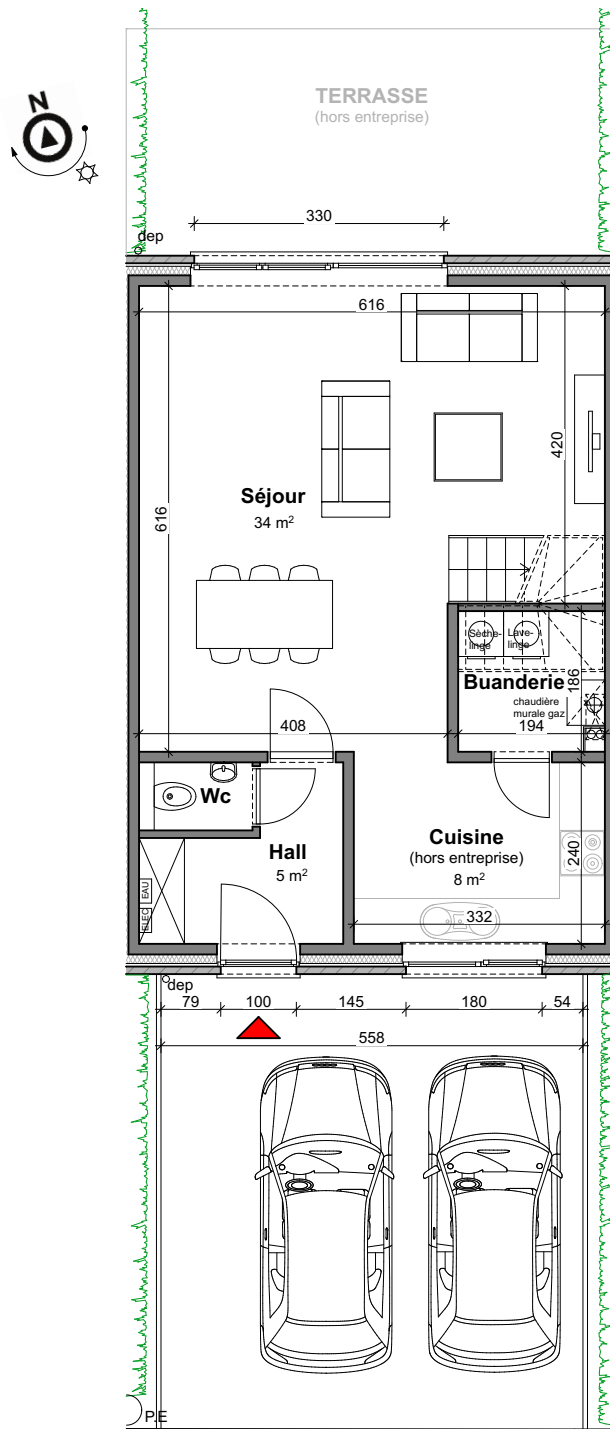 N
TERRASSE
(hors entreprise)
330
dep
616
420
616
Séjour
34 m²
Sèche-
linge
Lave-
linge
Buanderie
186
chaudière
murale gaz
408
194
Wc
Cuisine
(hors entreprise)
8 m²
240
Hall
5 m²
EAU
ELEC
332
dep
79
100
145
180
54
558
P.E